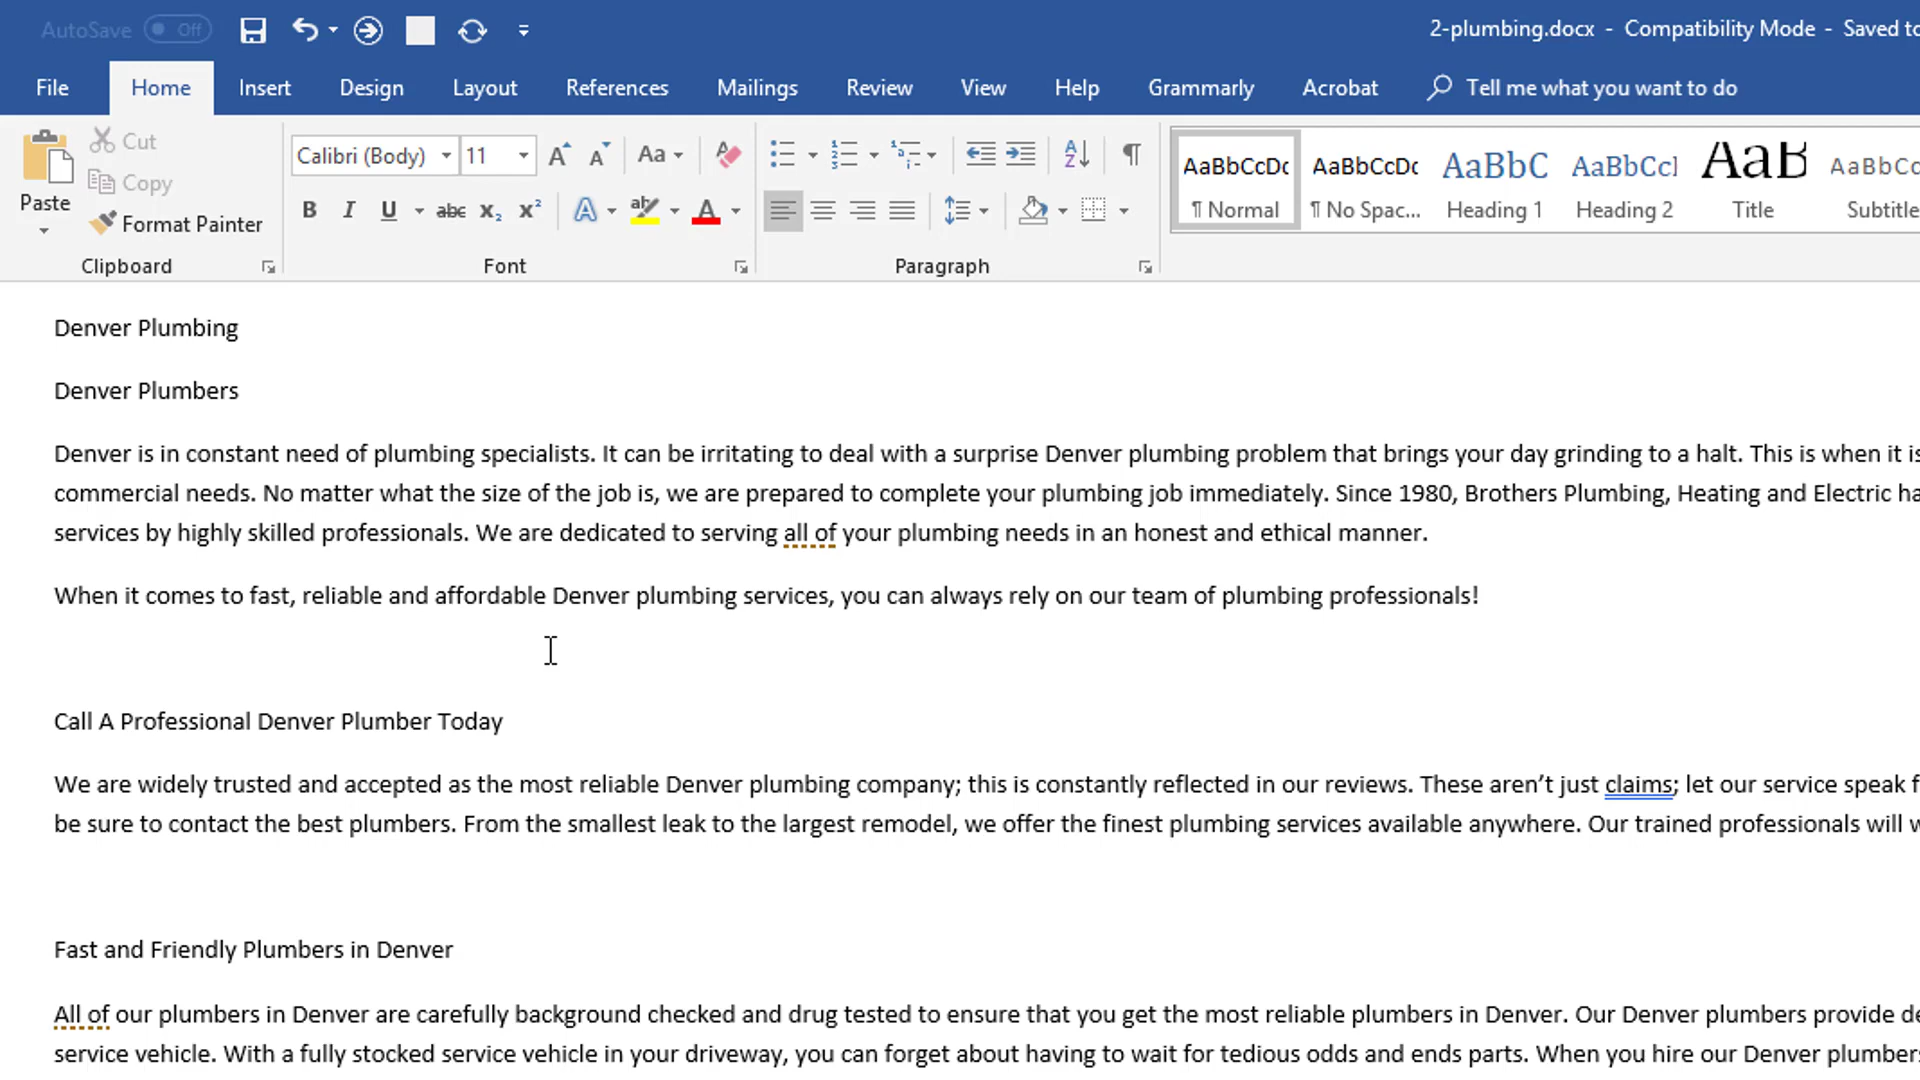 AutoSave Off 2-plumbing.docx - Compatibility Mode - Saved
File Home Insert Design Layout References Mailings Review View Help Grammarly Acrobat Tell me what you want to do
Paste
Cut
Copy
Format Painter
Clipboard
Calibri (Body) 11
Font
Paragraph
AaBbCcDc AaBbCcDc AaBbC AaBbCcl AaB AaBbCc
¶ Normal ¶ No Spac... Heading 1 Heading 2 Title Subtitle
Denver Plumbing
Denver Plumbers
Denver is in constant need of plumbing specialists. It can be irritating to deal with a surprise Denver plumbing problem that brings your day grinding to a halt. This is when it
commercial needs. No matter what the size of the job is, we are prepared to complete your plumbing job immediately. Since 1980, Brothers Plumbing, Heating and Electric
services by highly skilled professionals. We are dedicated to serving all of your plumbing needs in an honest and ethical manner.
When it comes to fast, reliable and affordable Denver plumbing services, you can always rely on our team of plumbing professionals!
Call A Professional Denver Plumber Today
We are widely trusted and accepted as the most reliable Denver plumbing company; this is constantly reflected in our reviews. These aren’t just claims; let our service speak
be sure to contact the best plumbers. From the smallest leak to the largest remodel, we offer the finest plumbing services available anywhere. Our trained professionals will
Fast and Friendly Plumbers in Denver
All of our plumbers in Denver are carefully background checked and drug tested to ensure that you get the most reliable plumbers in Denver. Our Denver plumbers provide
service vehicle. With a fully stocked service vehicle in your driveway, you can forget about having to wait for tedious odds and ends parts. When you hire our Denver plumbers